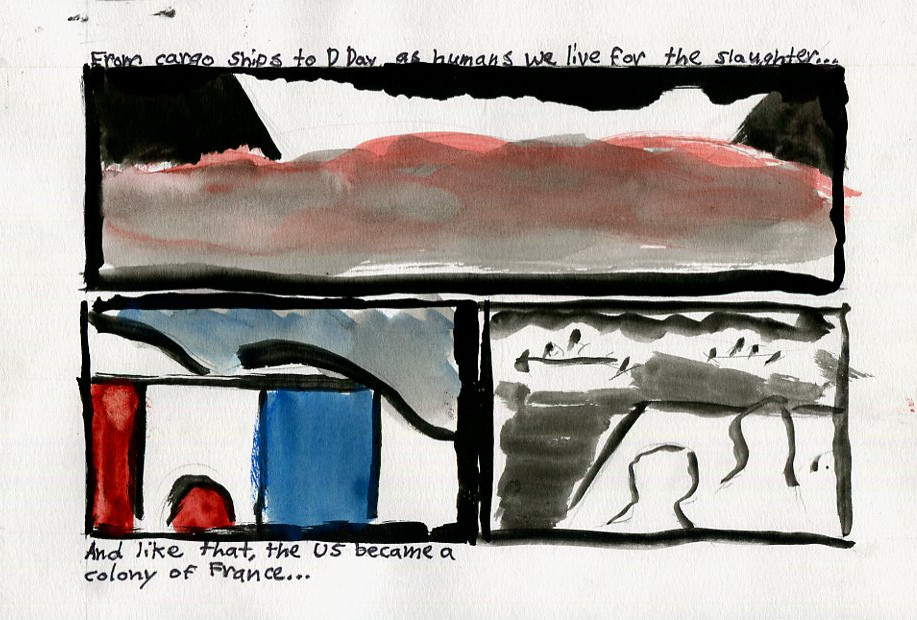 From cargo ships to D Day, as humans we live for the slaughter...
And like that, the US became a
colony of France...